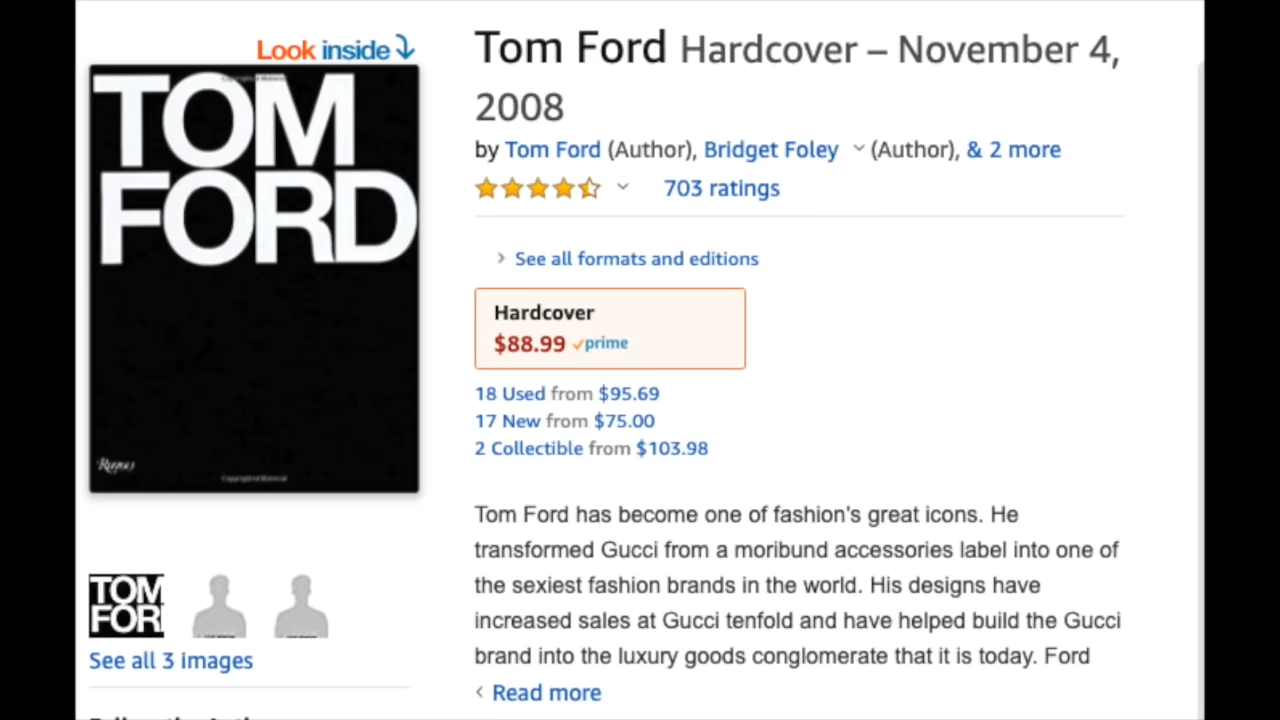 Look inside
TOM
FORD
Rizzoli
Copyrighted Material
TOM
FOR
See all 3 images
Tom Ford Hardcover – November 4,
2008
by Tom Ford (Author), Bridget Foley (Author), & 2 more
703 ratings
See all formats and editions
Hardcover
$88.99 prime
18 Used from $95.69
17 New from $75.00
2 Collectible from $103.98
Tom Ford has become one of fashion's great icons. He
transformed Gucci from a moribund accessories label into one of
the sexiest fashion brands in the world. His designs have
increased sales at Gucci tenfold and have helped build the Gucci
brand into the luxury goods conglomerate that it is today. Ford
Read more